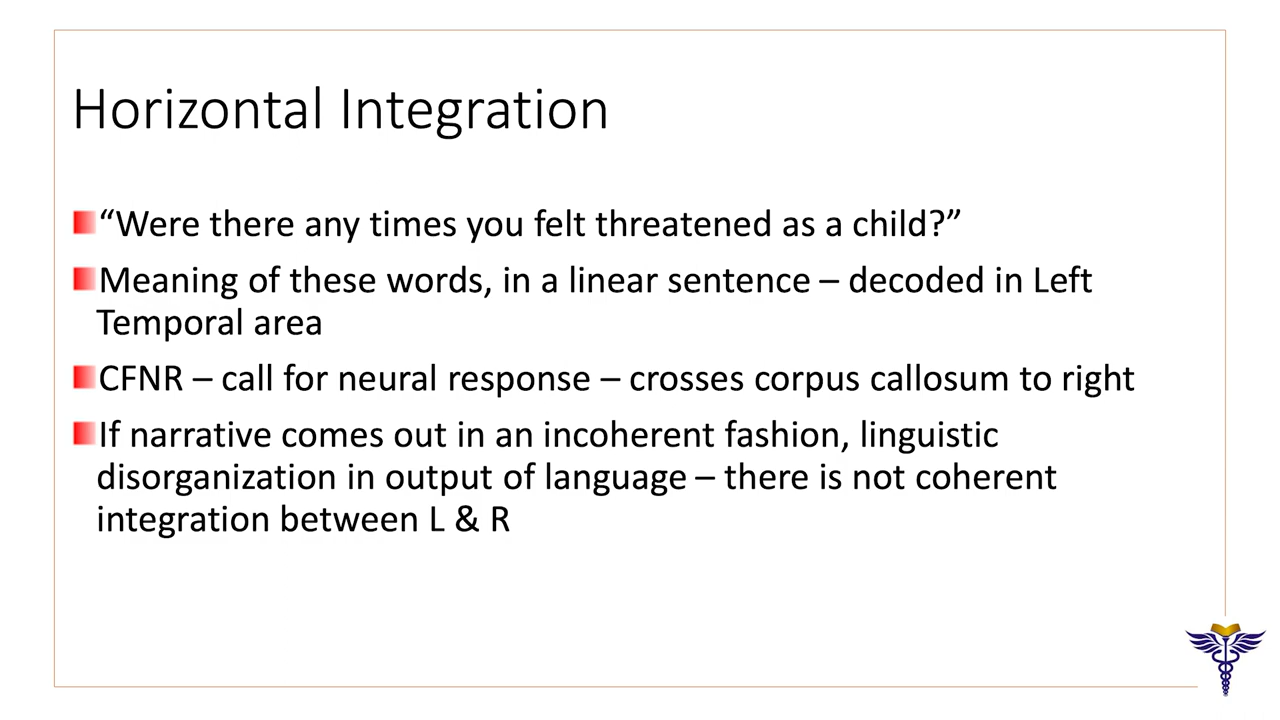 Horizontal Integration
“Were there any times you felt threatened as a child?”
Meaning of these words, in a linear sentence – decoded in Left
Temporal area
CFNR – call for neural response – crosses corpus callosum to right
If narrative comes out in an incoherent fashion, linguistic
disorganization in output of language – there is not coherent
integration between L & R